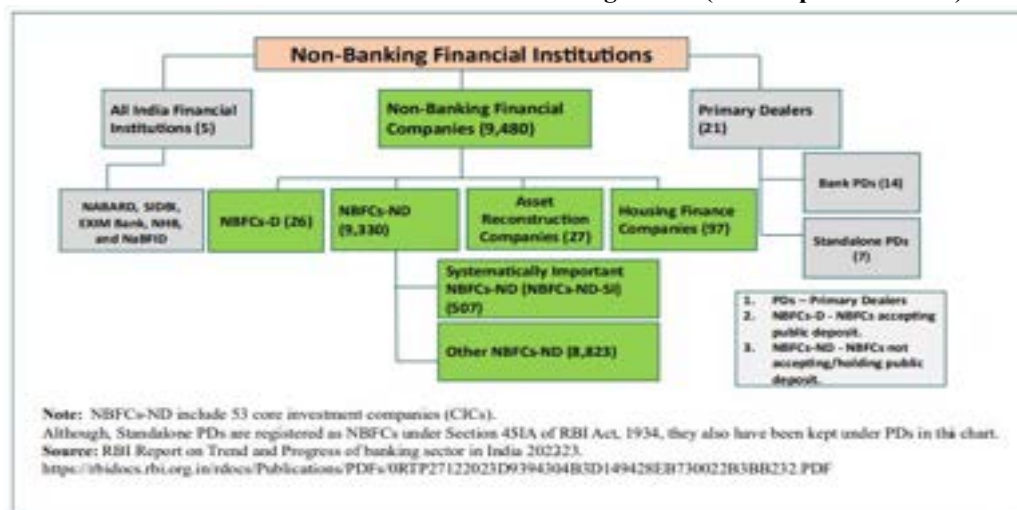 Non-Banking Financial Institutions
All India Financial
Institutions (5)
Non-Banking Financial
Companies (9,480)
Primary Dealers
(21)
NABARD, SIDBI,
EXIM Bank, NHB,
and NaBFID
NBFCs-D (26)
NBFCs-ND
(9,330)
Asset
Reconstruction
Companies (27)
Housing Finance
Companies (97)
Bank PDs (14)
Standalone PDs
(7)
Systematically Important
NBFCs-ND (NBFCs-ND-SI)
(507)
Other NBFCs-ND (8,823)
1. PDs – Primary Dealers
2. NBFCs-D - NBFCs accepting
public deposit.
3. NBFCs-ND - NBFCs not
accepting/holding public
deposit.
Note: NBFCs-ND include 53 core investment companies (CICs).
Although, Standalone PDs are registered as NBFCs under Section 45IA of RBI Act, 1934, they also have been kept under PDs in this chart.
Source: RBI Report on Trend and Progress of banking sector in India 202223.